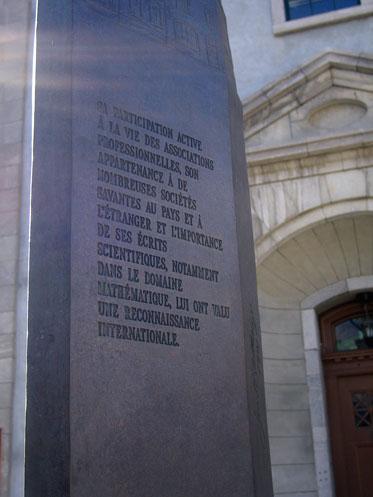 SA PARTICIPATION ACTIVE
À LA VIE DES ASSOCIATIONS
PROFESSIONNELLES, SON
APPARTENANCE À DE
NOMBREUSES SOCIÉTÉS
SAVANTES AU PAYS ET À
L'ÉTRANGER ET L'IMPORTANCE
DE SES ÉCRITS
SCIENTIFIQUES, NOTAMMENT
DANS LE DOMAINE
MATHÉMATIQUE, LUI ONT VALU
UNE RECONNAISSANCE
INTERNATIONALE.